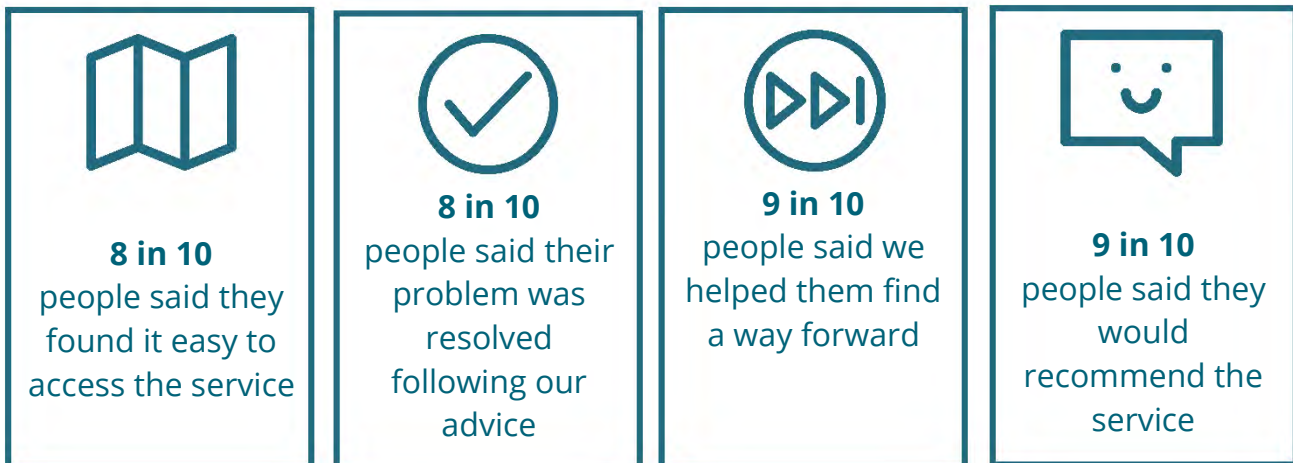 8 in 10
people said they
found it easy to
access the service
8 in 10
people said their
problem was
resolved
following our
advice
9 in 10
people said we
helped them find
a way forward
9 in 10
people said they
would
recommend the
service